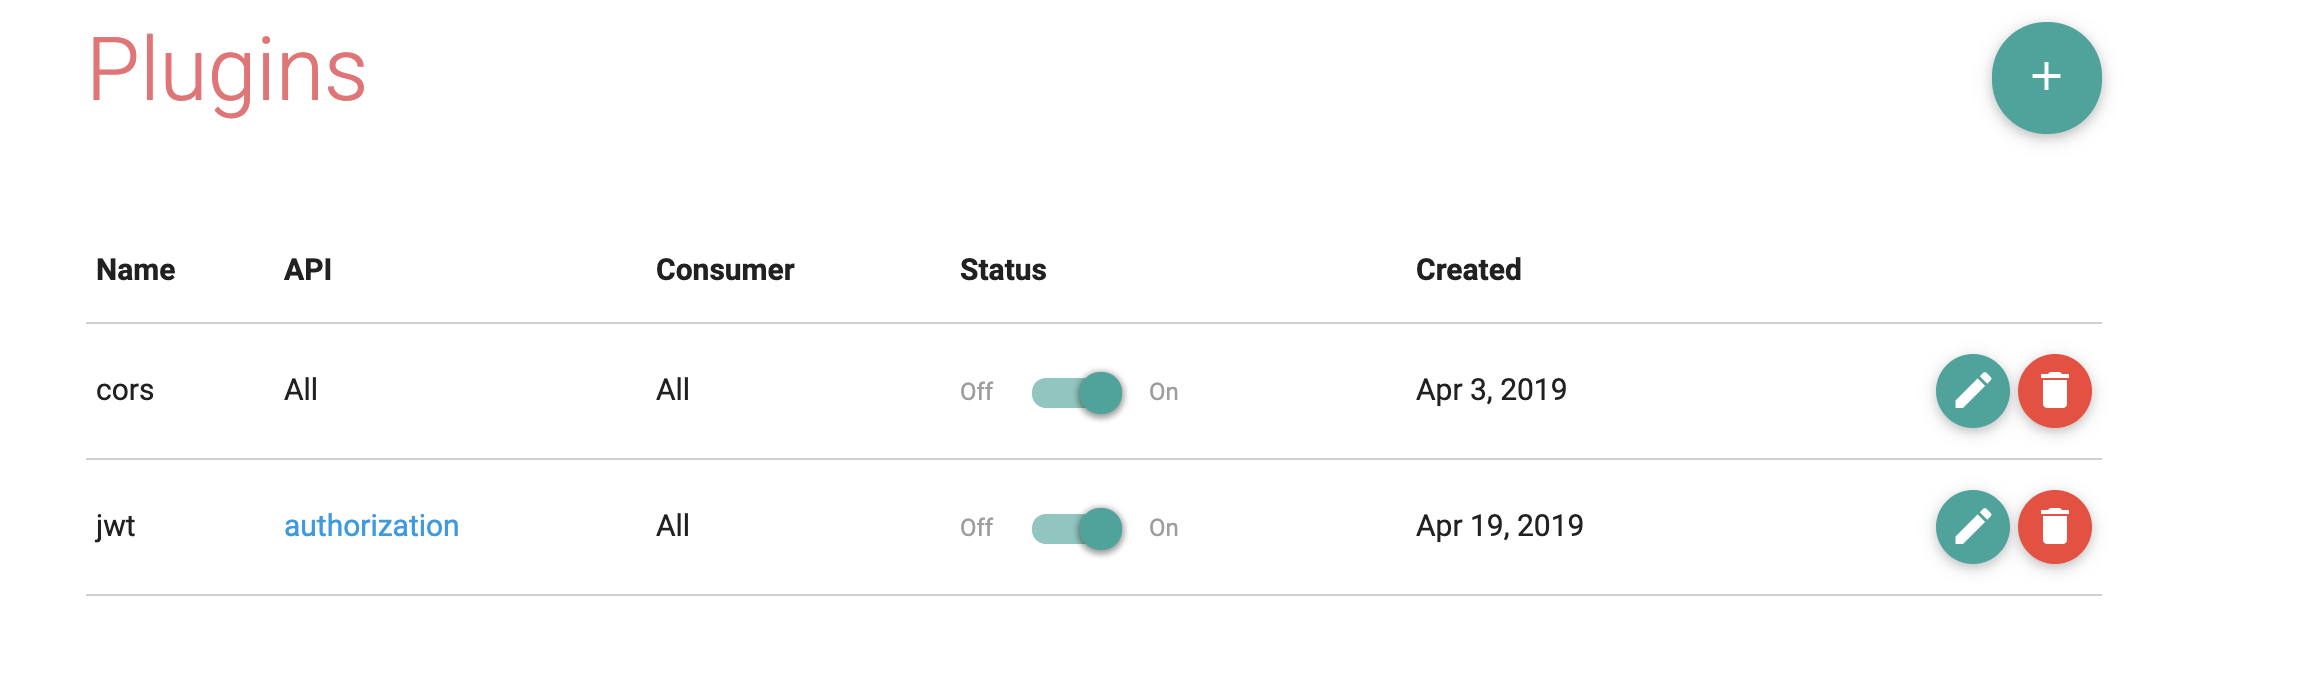 Plugins
+
Name API Consumer Status Created
cors All All Off On Apr 3, 2019
jwt authorization All Off On Apr 19, 2019